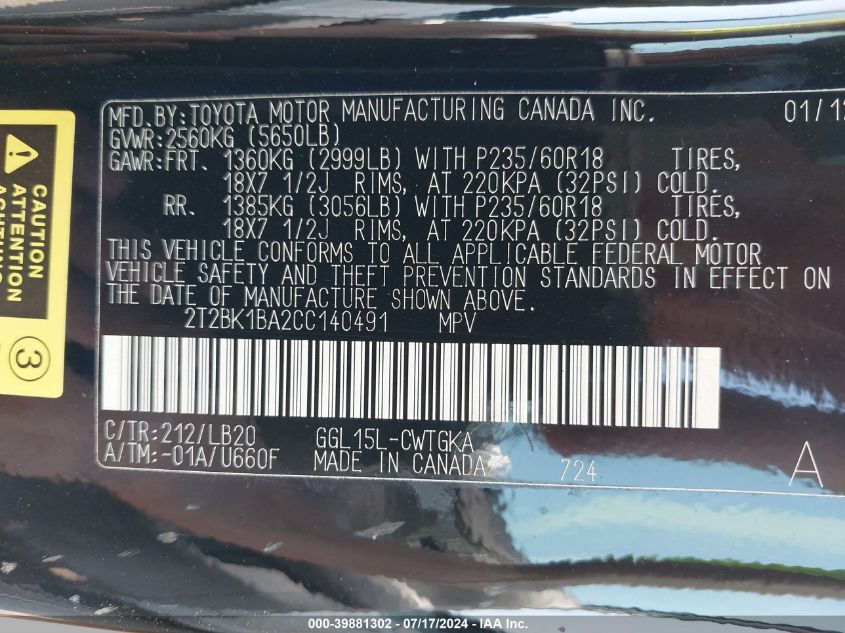 MFD.BY:TOYOTA MOTOR MANUFACTURING CANADA INC. 01/12
GVWR:2560KG (5650LB)
GAWR:FRT. 1360KG (2999LB) WITH P235/60R18 TIRES,
18X7 1/2J RIMS, AT 220KPA (32PSI) COLD.
RR. 1385KG (3056LB) WITH P235/60R18 TIRES,
18X7 1/2J RIMS, AT 220KPA (32PSI) COLD.
THIS VEHICLE CONFORMS TO ALL APPLICABLE FEDERAL MOTOR
VEHICLE SAFETY AND THEFT PREVENTION STANDARDS IN EFFECT ON
THE DATE OF MANUFACTURE SHOWN ABOVE.
2T2BK1BA2CC140491 MPV
C/TR:212/LB20 GGL15L-CWTGKA
A/TM:-01A/U660F MADE IN CANADA 724 A
CAUTION
ATTENTION
ACHTUNG
3
000-39881302 - 07/17/2024 - IAA Inc.